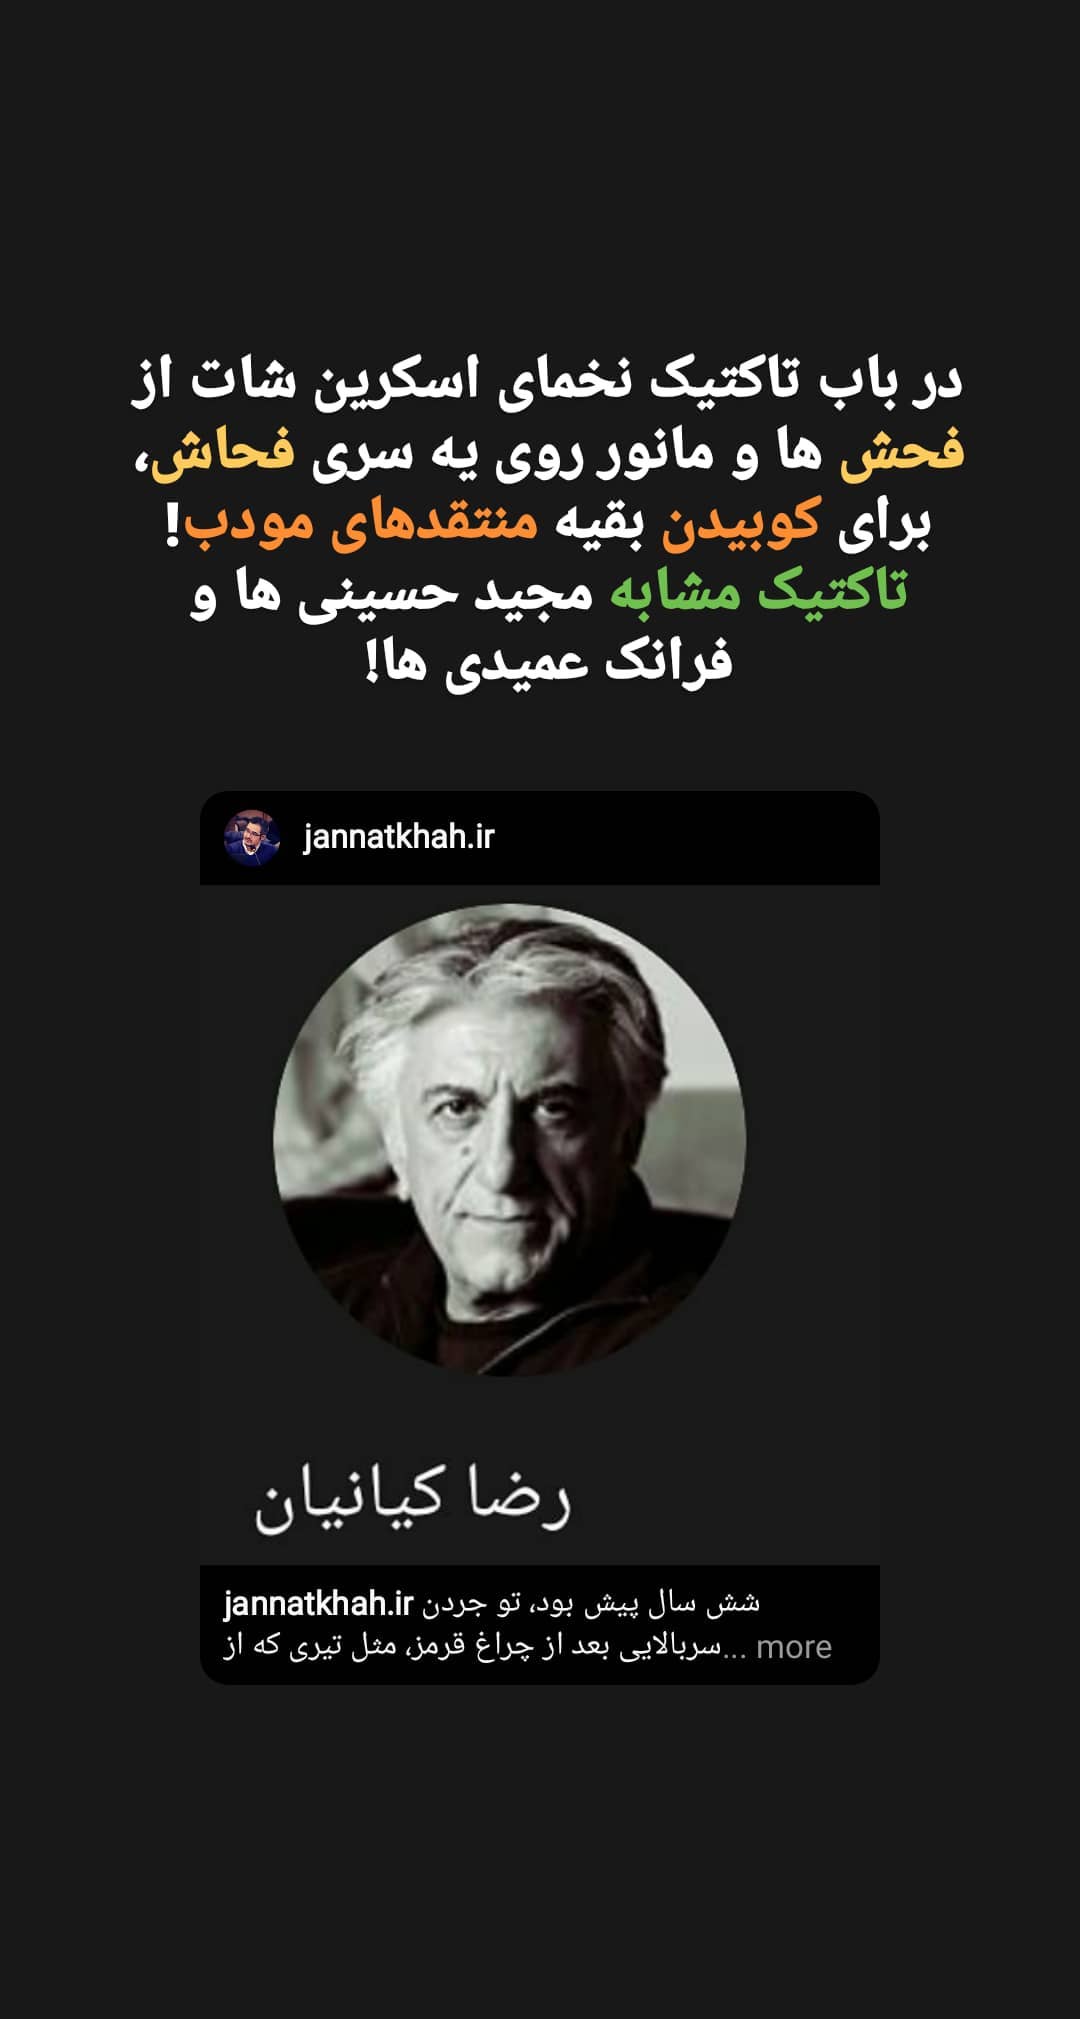 در باب تاکتیک نخمای اسکرین شات از
فحش ها و مانور روی یه سری فحاش،
برای کوبیدن بقیه منتقدهای مودب!
تاکتیک مشابه مجید حسینی ها و
فرانک عمیدی ها!
jannatkhah.ir
رضا کیانیان
jannatkhah.ir شش سال پیش بود، تو جردن
سربالایی بعد از چراغ قرمز، مثل تیری که از... more